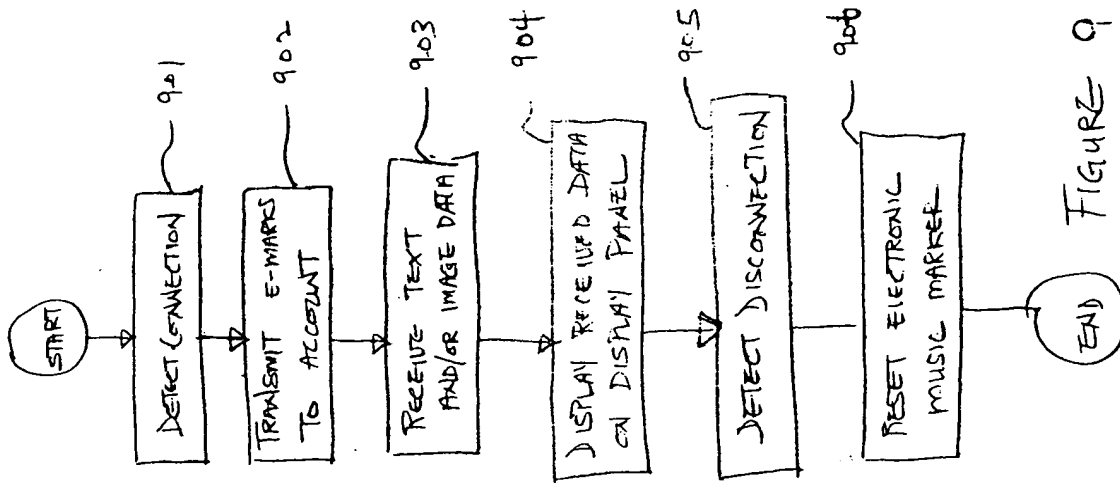 START
DETECT CONNECTION
901
TRANSMIT E-MARKS
TO ACCOUNT
902
RECEIVE TEXT
AND/OR IMAGE DATA
903
DISPLAY RECEIVED DATA
ON DISPLAY PANEL
904
DETECT DISCONNECTION
905
RESET ELECTRONIC
MUSIC MARKER
906
END
FIGURE 9